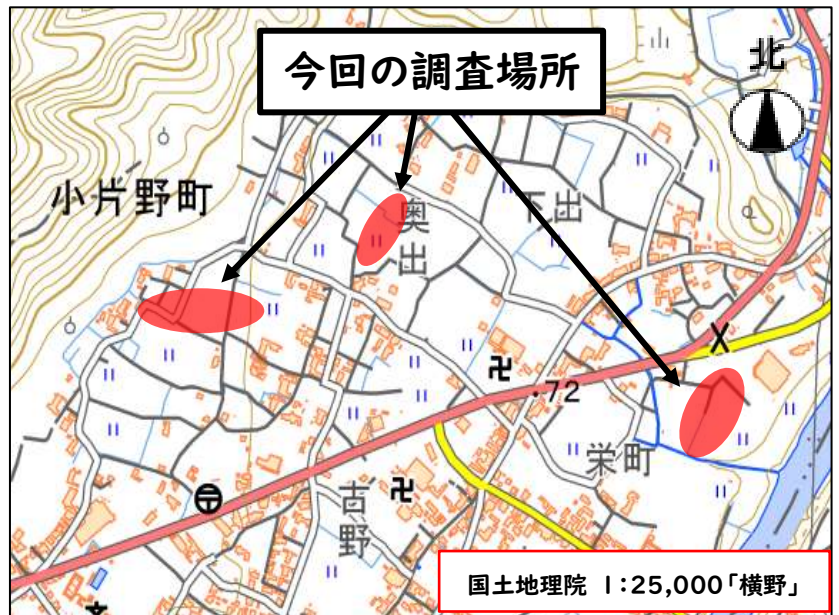 今回の調査場所
北
小片野町
奥出
下出
・72
栄町
古野
国土地理院 1:25,000「横野」